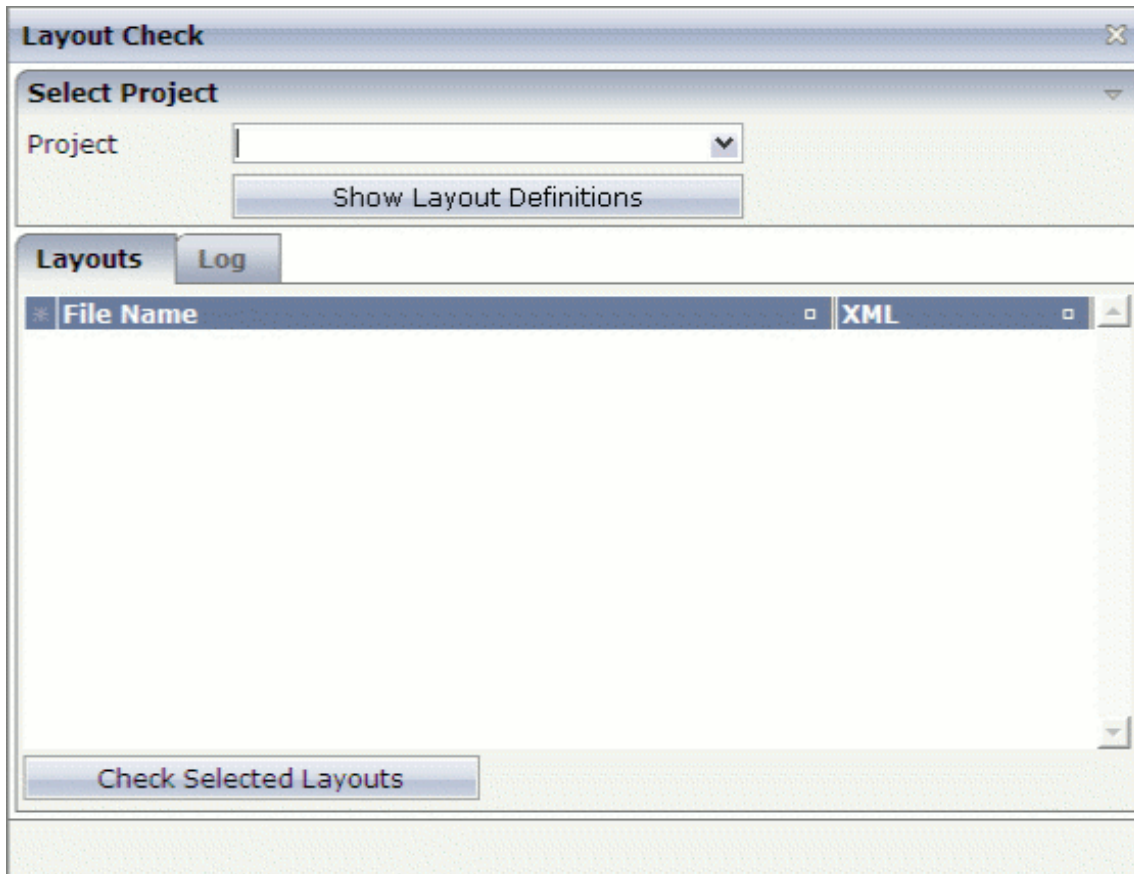 Layout Check
Select Project
Project
Show Layout Definitions
Layouts Log
File Name XML
Check Selected Layouts